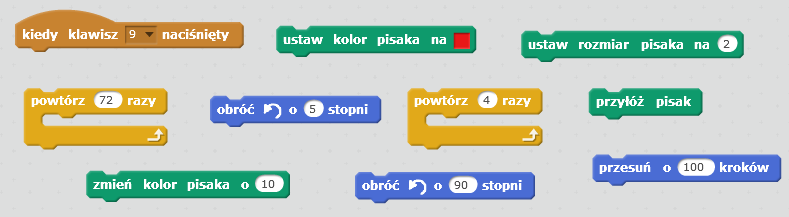 kiedy klawisz 9 naciśnięty
ustaw kolor pisaka na
ustaw rozmiar pisaka na 2
powtórz 72 razy
obróć o 5 stopni
powtórz 4 razy
przyłóż pisak
zmień kolor pisaka o 10
obróć o 90 stopni
przesuń o 100 kroków